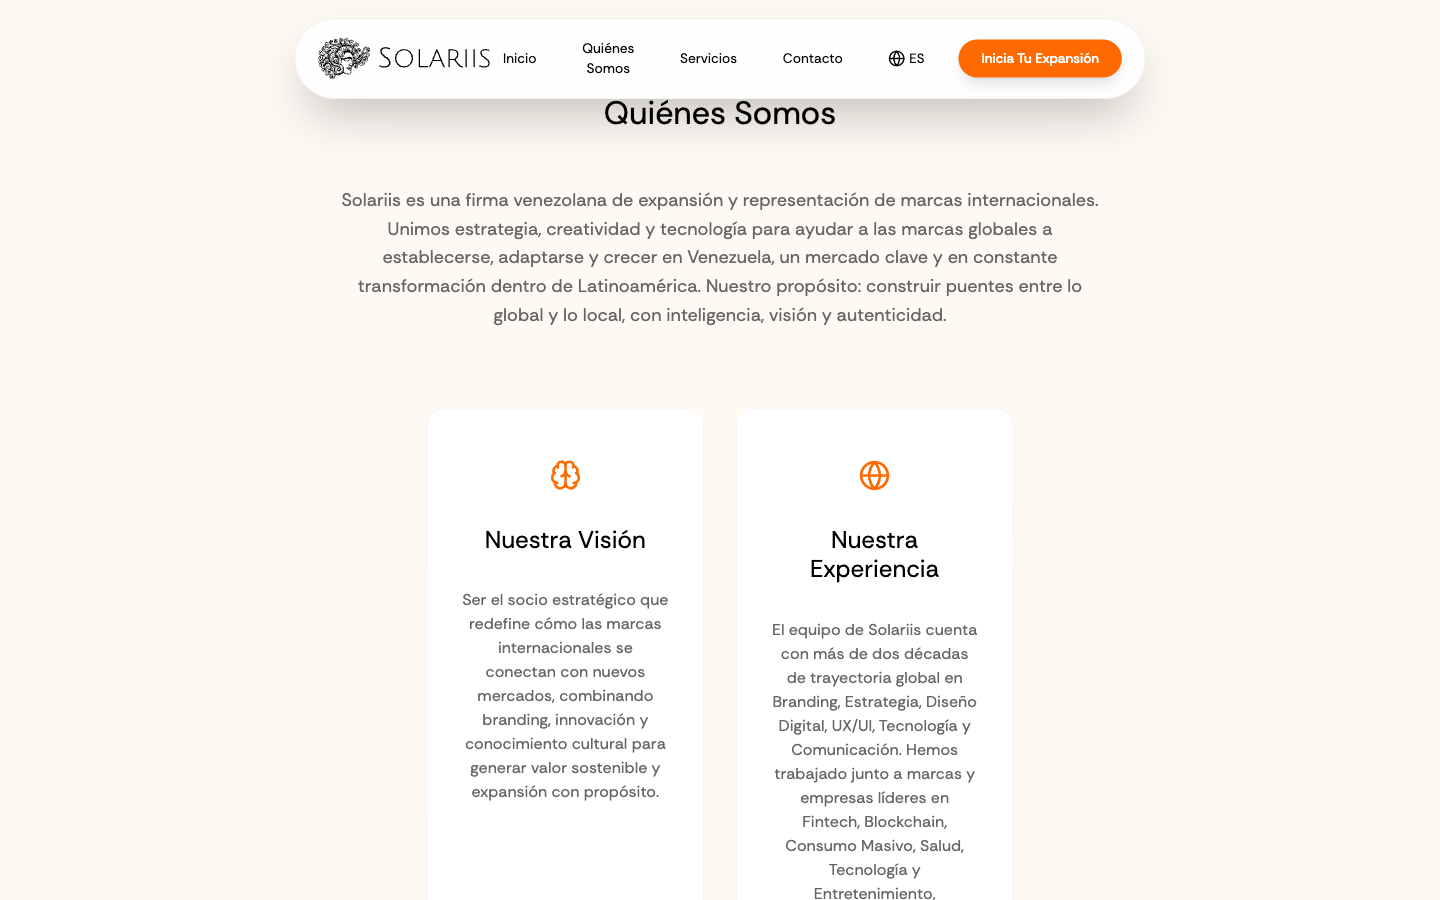 SOLARIIS
Inicio
Quiénes
Somos
Servicios
Contacto
ES
Inicia Tu Expansión
Quiénes Somos
Solariis es una firma venezolana de expansión y representación de marcas internacionales.
Unimos estrategia, creatividad y tecnología para ayudar a las marcas globales a
establecerse, adaptarse y crecer en Venezuela, un mercado clave y en constante
transformación dentro de Latinoamérica. Nuestro propósito: construir puentes entre lo
global y lo local, con inteligencia, visión y autenticidad.
Nuestra Visión
Ser el socio estratégico que
redefine cómo las marcas
internacionales se
conectan con nuevos
mercados, combinando
branding, innovación y
conocimiento cultural para
generar valor sostenible y
expansión con propósito.
Nuestra
Experiencia
El equipo de Solariis cuenta
con más de dos décadas
de trayectoria global en
Branding, Estrategia, Diseño
Digital, UX/UI, Tecnología y
Comunicación. Hemos
trabajado junto a marcas y
empresas líderes en
Fintech, Blockchain,
Consumo Masivo, Salud,
Tecnología y
Entretenimiento,